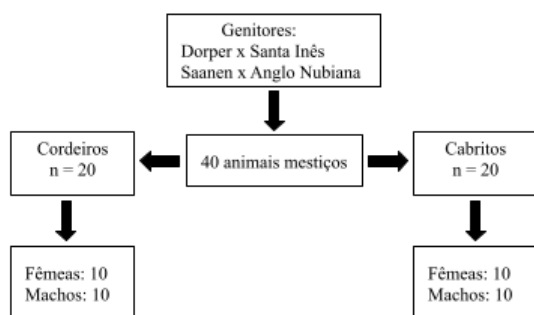 Genitores:
Dorper x Santa Inês
Saanen x Anglo Nubiana
Cordeiros
n = 20
40 animais mestiços
Cabritos
n = 20
Fêmeas: 10
Machos: 10
Fêmeas: 10
Machos: 10